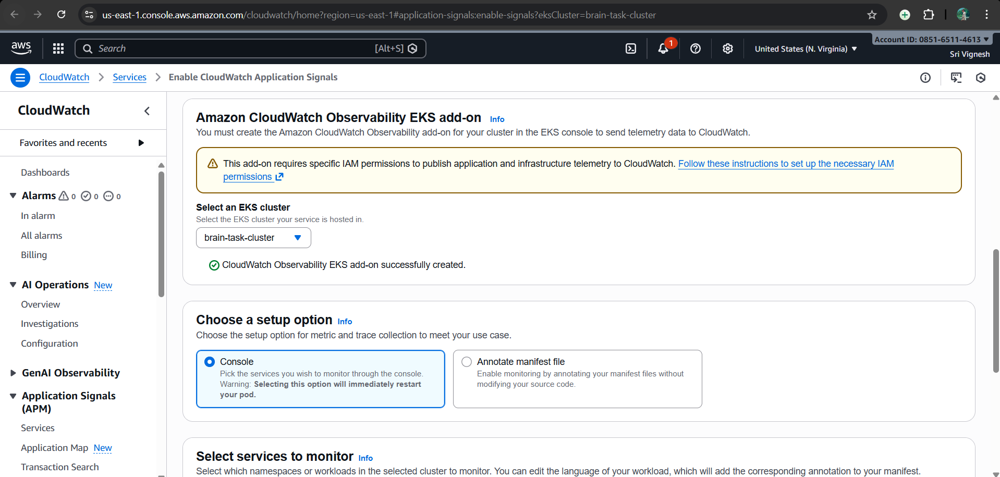 us-east-1.console.aws.amazon.com/cloudwatch/home?region=us-east-1#application-signals:enable-signals?eksCluster=brain-task-cluster
aws
Search
[Alt+S]
1
United States (N. Virginia)
Account ID: 0851-6511-4613
Sri Vignesh
CloudWatch
Services
Enable CloudWatch Application Signals
CloudWatch
Favorites and recents
Dashboards
Alarms 0 0 0
In alarm
All alarms
Billing
AI Operations New
Overview
Investigations
Configuration
GenAI Observability
Application Signals
(APM)
Services
Application Map New
Transaction Search
Amazon CloudWatch Observability EKS add-on Info
You must create the Amazon CloudWatch Observability add-on for your cluster in the EKS console to send telemetry data to CloudWatch.
This add-on requires specific IAM permissions to publish application and infrastructure telemetry to CloudWatch. Follow these instructions to set up the necessary IAM
permissions
Select an EKS cluster
Select the EKS cluster your service is hosted in.
brain-task-cluster
CloudWatch Observability EKS add-on successfully created.
Choose a setup option Info
Choose the setup option for metric and trace collection to meet your use case.
Console
Pick the services you wish to monitor through the console.
Warning: Selecting this option will immediately restart
your pod.
Annotate manifest file
Enable monitoring by annotating your manifest files without
modifying your source code.
Select services to monitor Info
Select which namespaces or workloads in the selected cluster to monitor. You can edit the language of your workload, which will add the corresponding annotation to your manifest.